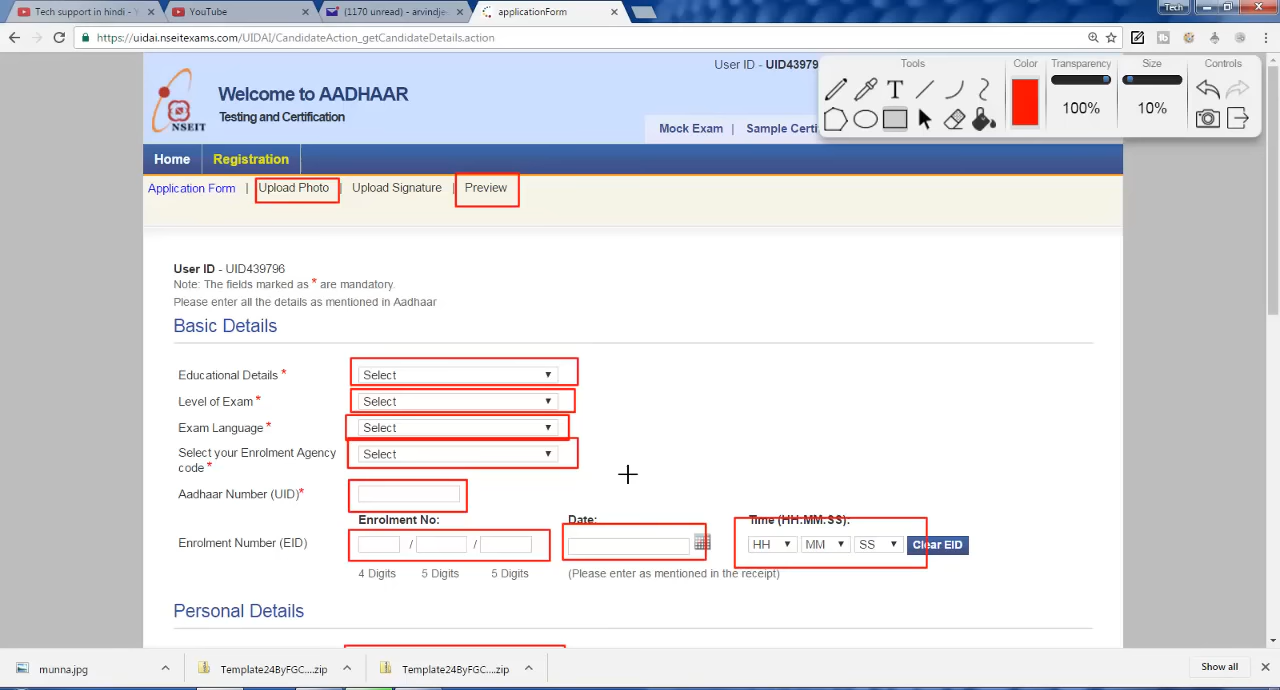 Tech support in hindi - Y
YouTube
(1170 unread) - arvindje
applicationForm
Tech
https://uidai.nseitexams.com/UIDAI/CandidateAction_getCandidateDetails.action
NSEIT
Welcome to AADHAAR
Testing and Certification
User ID - UID43979
Mock Exam | Sample Certi
Tools
Color
Transparency
100%
Size
10%
Controls
Home
Registration
Application Form | Upload Photo | Upload Signature | Preview
User ID - UID439796
Note: The fields marked as * are mandatory.
Please enter all the details as mentioned in Aadhaar
Basic Details
Educational Details * Select
Level of Exam * Select
Exam Language * Select
Select your Enrolment Agency code * Select
Aadhaar Number (UID)*
Enrolment No: Date: Time (HH:MM:SS):
Enrolment Number (EID) / / HH MM SS Clear EID
4 Digits 5 Digits 5 Digits (Please enter as mentioned in the receipt)
Personal Details
munna.jpg
Template24ByFGC....zip
Template24ByFGC....zip
Show all